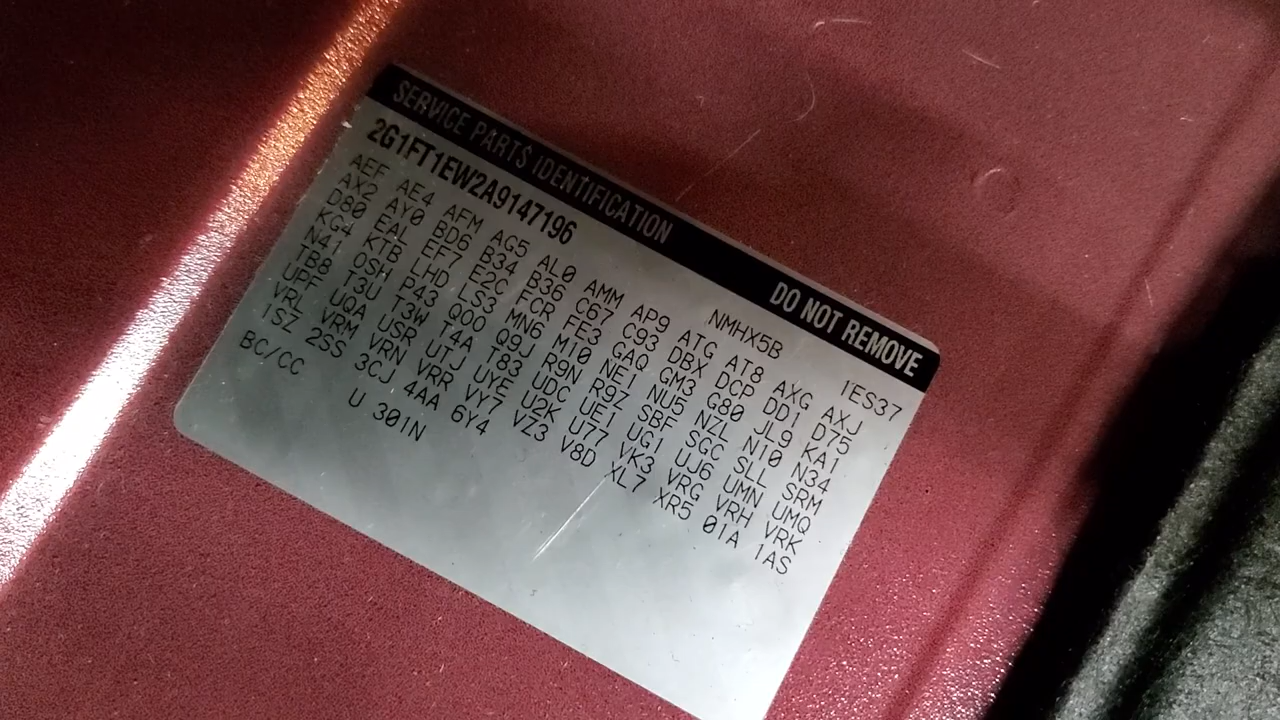 SERVICE PARTS IDENTIFICATION DO NOT REMOVE
2G1FT1EW2A9147196 NMHX5B 1ES37
AEF AE4 AFM AG5 AL0 AMM AP9 ATG AT8 AXG AXJ
AX2 AY0 BD6 B34 B36 C67 C93 DBX DCP DD1 D75
D80 EAL EF7 E2C FCR FE3 GAQ GM3 G80 JL9 KA1
KG4 KTB LHD LS3 MN6 M10 NE1 NU5 NZL N10 N34
N41 OSH P43 Q00 Q9J R9N R9Z SBF SGC SLL SRM
TB8 T3U T3W T4A T83 UDC UE1 UG1 UJ6 UMN UMQ
UPF UQA USR UTJ UYE U2K U77 VK3 VRG VRH VRK
VRL VRM VRN VRR VY7 VZ3 V8D XL7 XR5 01A 1AS
1SZ 2SS 3CJ 4AA 6Y4
BC/CC U 301N